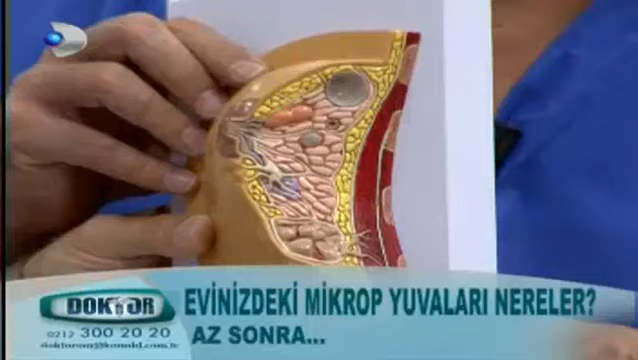 DOKTOR
EVİNİZDEKİ MİKROP YUVALARI NERELER?
0212 300 20 20
AZ SONRA...
doktorum@kanald.com.tr